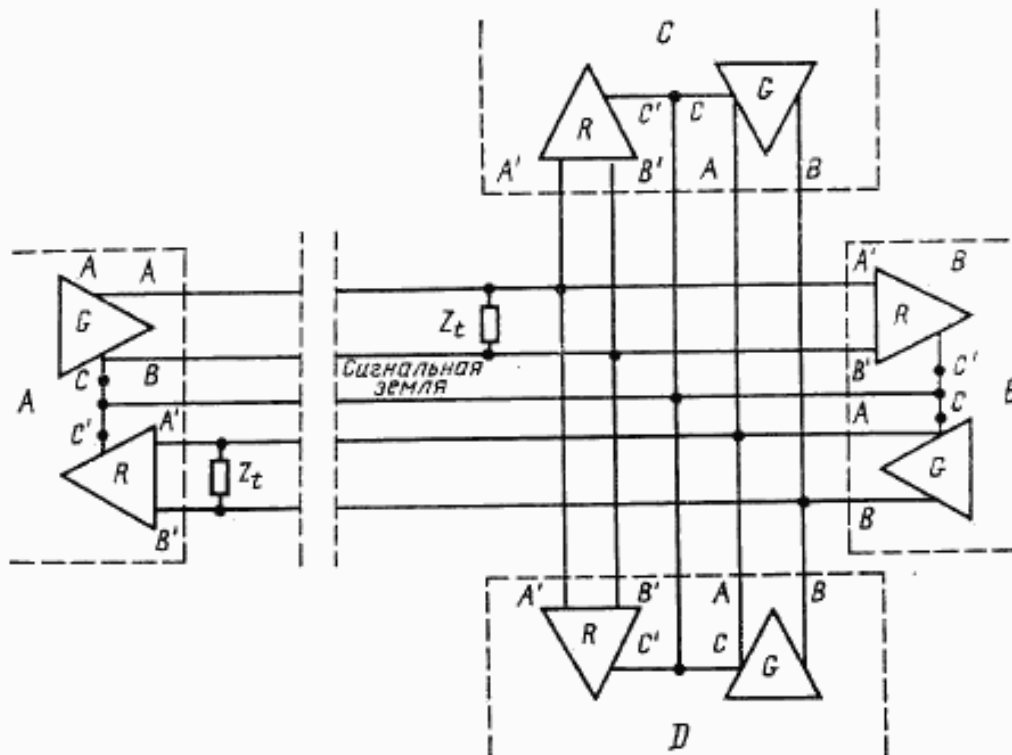 C
G
R
C' C
A' B' A B
A A
A' B
G
Z_t
R
Сигнальная
земля
C B
B' C'
A
C'
A'
A
C
В
R
Z_t
G
B'
B
A' B' A B
R
C' C
G
D